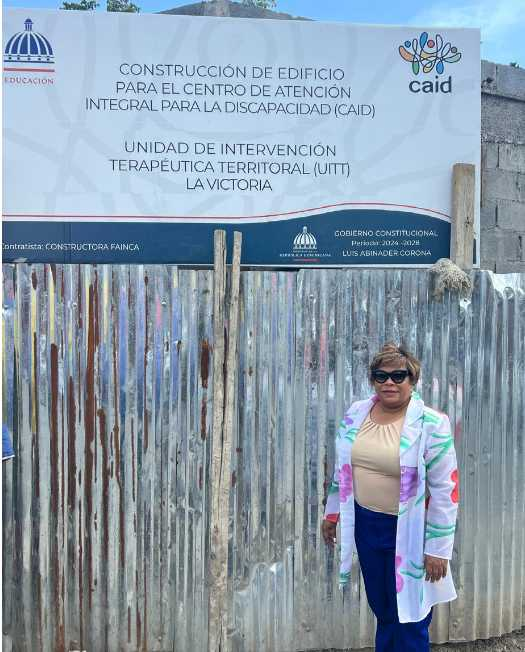 EDUCACIÓN
caid
CONSTRUCCIÓN DE EDIFICIO
PARA EL CENTRO DE ATENCIÓN
INTEGRAL PARA LA DISCAPACIDAD (CAID)
UNIDAD DE INTERVENCIÓN
TERAPÉUTICA TERRITORIAL (UITT)
LA VICTORIA
Contratista: CONSTRUCTORA FAINCA
REPÚBLICA DOMINICANA
GOBIERNO CONSTITUCIONAL
Período: 2024 -2028
LUIS ABINADER CORONA